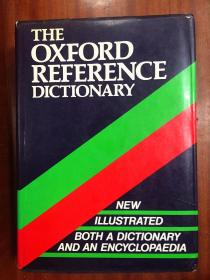 THE
OXFORD
REFERENCE
DICTIONARY
NEW
ILLUSTRATED
BOTH A DICTIONARY
AND AN ENCYCLOPAEDIA